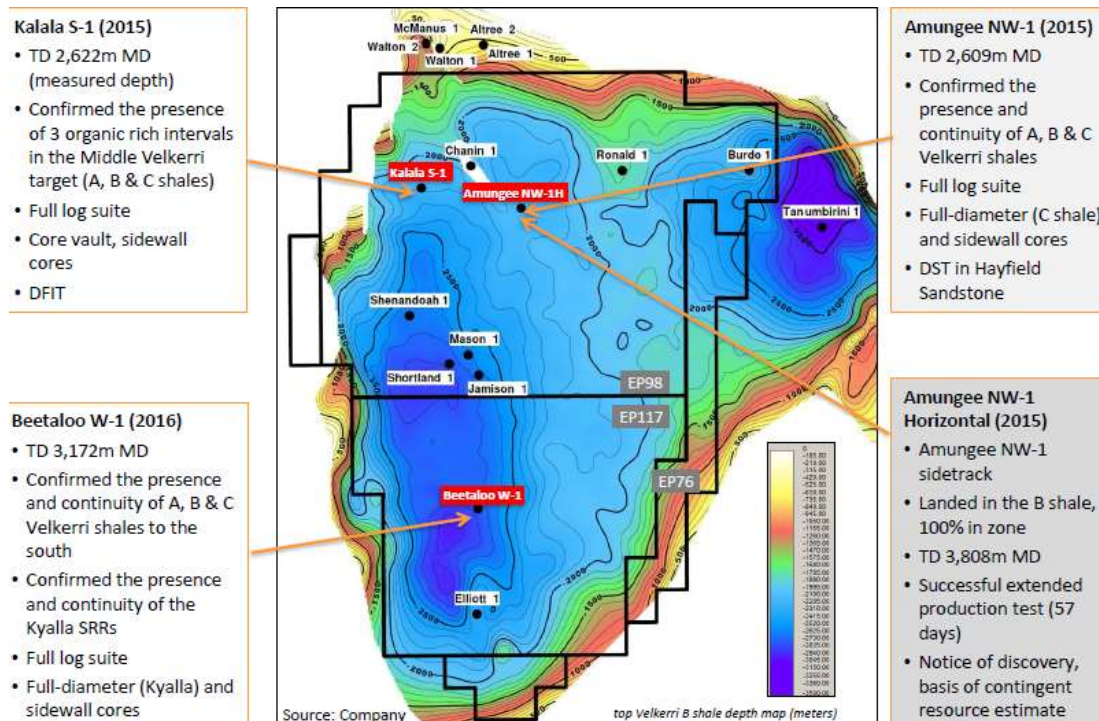 Kalala S-1 (2015)
• TD 2,622m MD
(measured depth)
• Confirmed the presence
of 3 organic rich intervals
in the Middle Velkerri
target (A, B & C shales)
• Full log suite
• Core vault, sidewall
cores
• DFIT
Beetaloo W-1 (2016)
• TD 3,172m MD
• Confirmed the presence
and continuity of A, B & C
Velkerri shales to the
south
• Confirmed the presence
and continuity of the
Kyalla SRRs
• Full log suite
• Full-diameter (Kyalla) and
sidewall cores
McManus 1
Altree 2
Walton 2
Walton 1
Altree 1
Chanin 1
Ronald 1
Burdo 1
Kalala S-1
Amungee NW-1H
Tanumbirini 1
Shenandoah 1
Mason 1
Shortland 1
Jamison 1
EP98
EP117
EP76
Beetaloo W-1
Elliott 1
Source: Company
top Velkerri B shale depth map (meters)
Amungee NW-1 (2015)
• TD 2,609m MD
• Confirmed the
presence and
continuity of A, B & C
Velkerri shales
• Full log suite
• Full-diameter (C shale)
and sidewall cores
• DST in Hayfield
Sandstone
Amungee NW-1
Horizontal (2015)
• Amungee NW-1
sidetrack
• Landed in the B shale,
100% in zone
• TD 3,808m MD
• Successful extended
production test (57
days)
• Notice of discovery,
basis of contingent
resource estimate